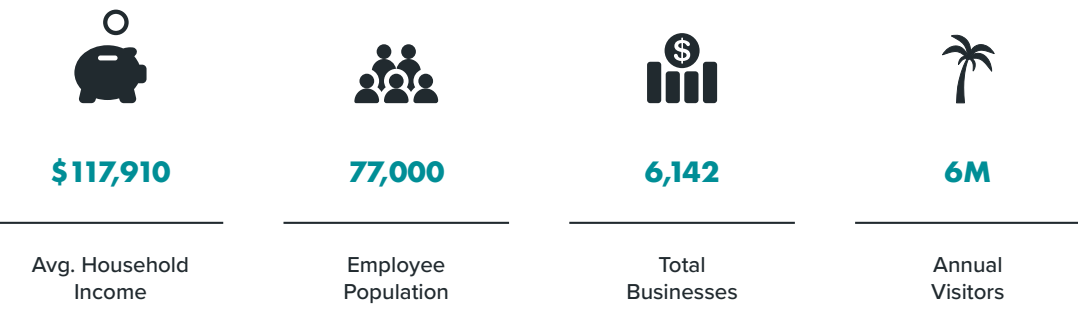 $
$117,910
77,000
6,142
6M
Avg. Household
Income
Employee
Population
Total
Businesses
Annual
Visitors